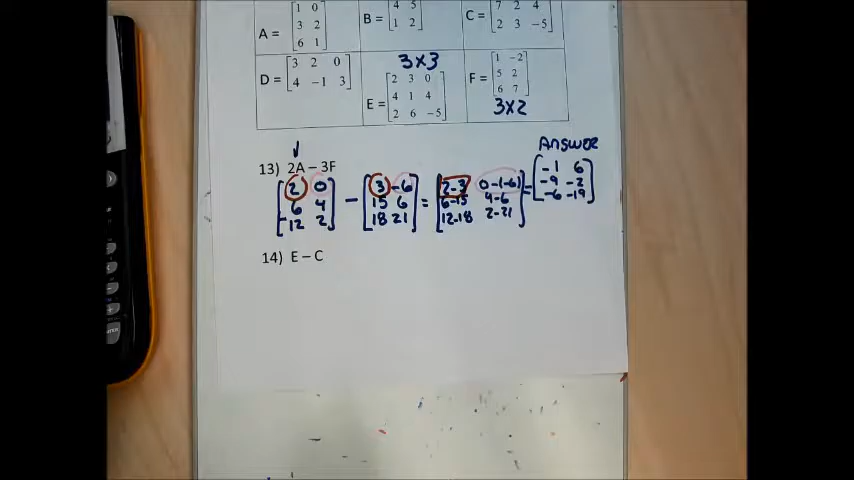 A = [1 0 B = [4 5 C = [7 2 4
3 2 1 2] 2 3 -5]
6 1]
3x3
D = [3 2 0 E = [2 3 0 F = [1 -2
4 -1 3] 4 1 4 5 2
2 6 -5] 6 7]
3x2
Answer
13) 2A – 3F
[2 0 - [3 -6 = [2-3 0-(-6) = [-1 6
6 4 15 6 6-15 4-6 -9 -2
12 2] 18 21] 12-18 2-21] -6 -19]
14) E – C